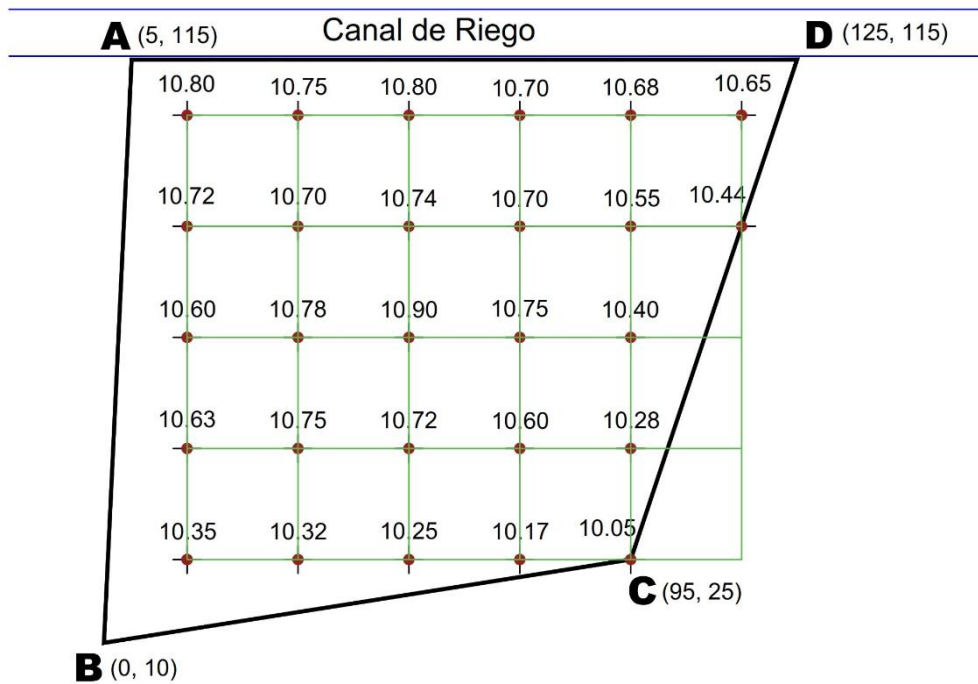 Canal de Riego
A (5, 115)
D (125, 115)
10.80 10.75 10.80 10.70 10.68 10.65
10.72 10.70 10.74 10.70 10.55 10.44
10.60 10.78 10.90 10.75 10.40
10.63 10.75 10.72 10.60 10.28
10.35 10.32 10.25 10.17 10.05
C (95, 25)
B (0, 10)